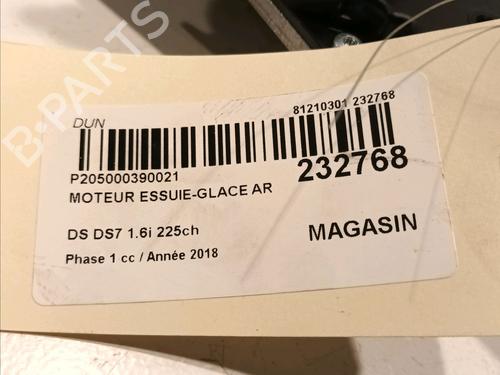 DUN
81210301 232768
P205000390021
232768
MOTEUR ESSUIE-GLACE AR
DS DS7 1.6i 225ch
MAGASIN
Phase 1 cc / Année 2018
B-PARTS